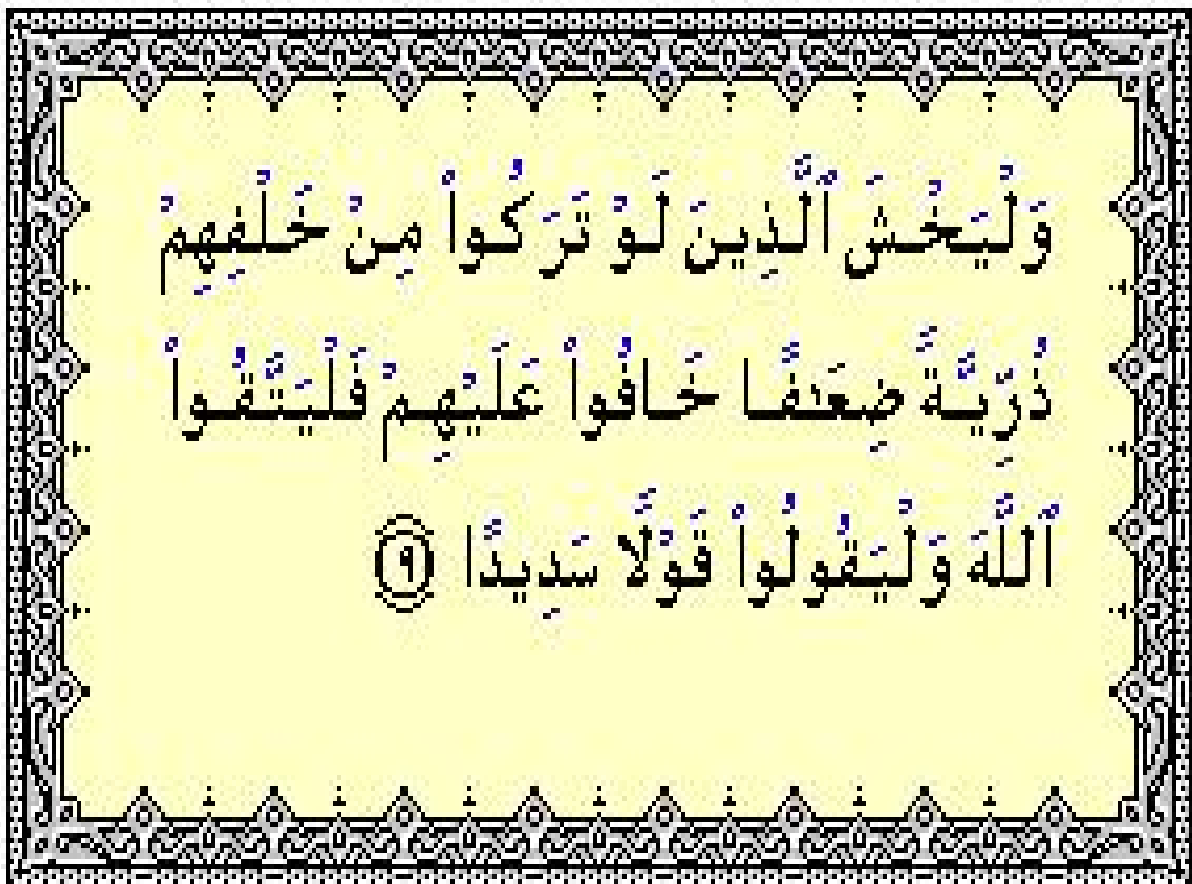 وَلْيَخْشَ ٱلَّذِينَ لَوْ تَرَكُوا۟ مِنْ خَلْفِهِمْ
ذُرِّيَّةً ضِعَٰفًا خَافُوا۟ عَلَيْهِمْ فَلْيَتَّقُوا۟
ٱللَّهَ وَلْيَقُولُوا۟ قَوْلًا سَدِيدًا ٩